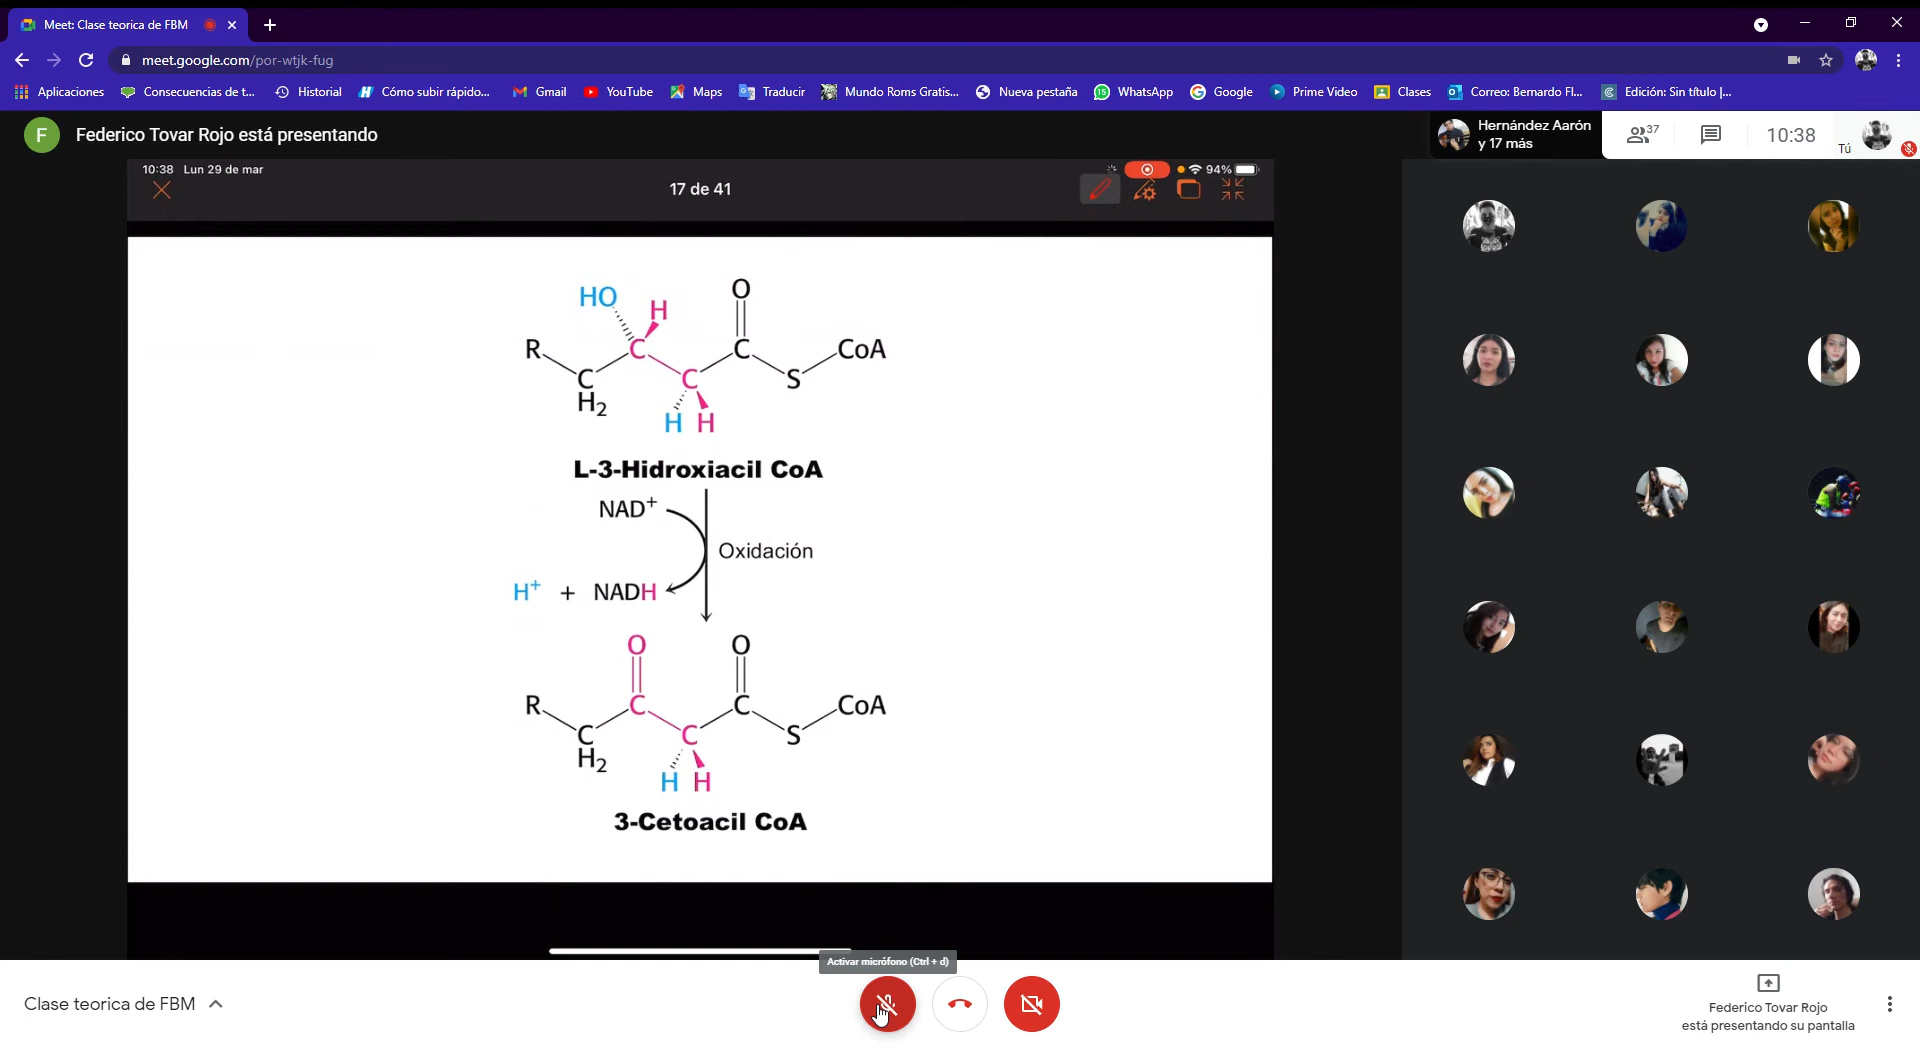 Meet: Clase teorica de FBM
meet.google.com/por-wtjk-fug
Aplicaciones
Consecuencias de t...
Historial
Cómo subir rápido...
Gmail
YouTube
Maps
Traducir
Mundo Roms Gratis...
Nueva pestaña
15
WhatsApp
Google
Prime Video
Clases
Correo: Bernardo Fl...
Edición: Sin título |...
F
Federico Tovar Rojo está presentando
Hernández Aarón
y 17 más
37
10:38
Tú
10:38 Lun 29 de mar
94%
17 de 41
HO
H
O
R
C
C
CoA
C
C
S
H2
H H
L-3-Hidroxiacil CoA
NAD+
Oxidación
H+ + NADH
O
O
R
C
C
CoA
C
C
S
H2
H H
3-Cetoacil CoA
Activar micrófono (Ctrl + d)
Clase teorica de FBM
Federico Tovar Rojo
está presentando su pantalla